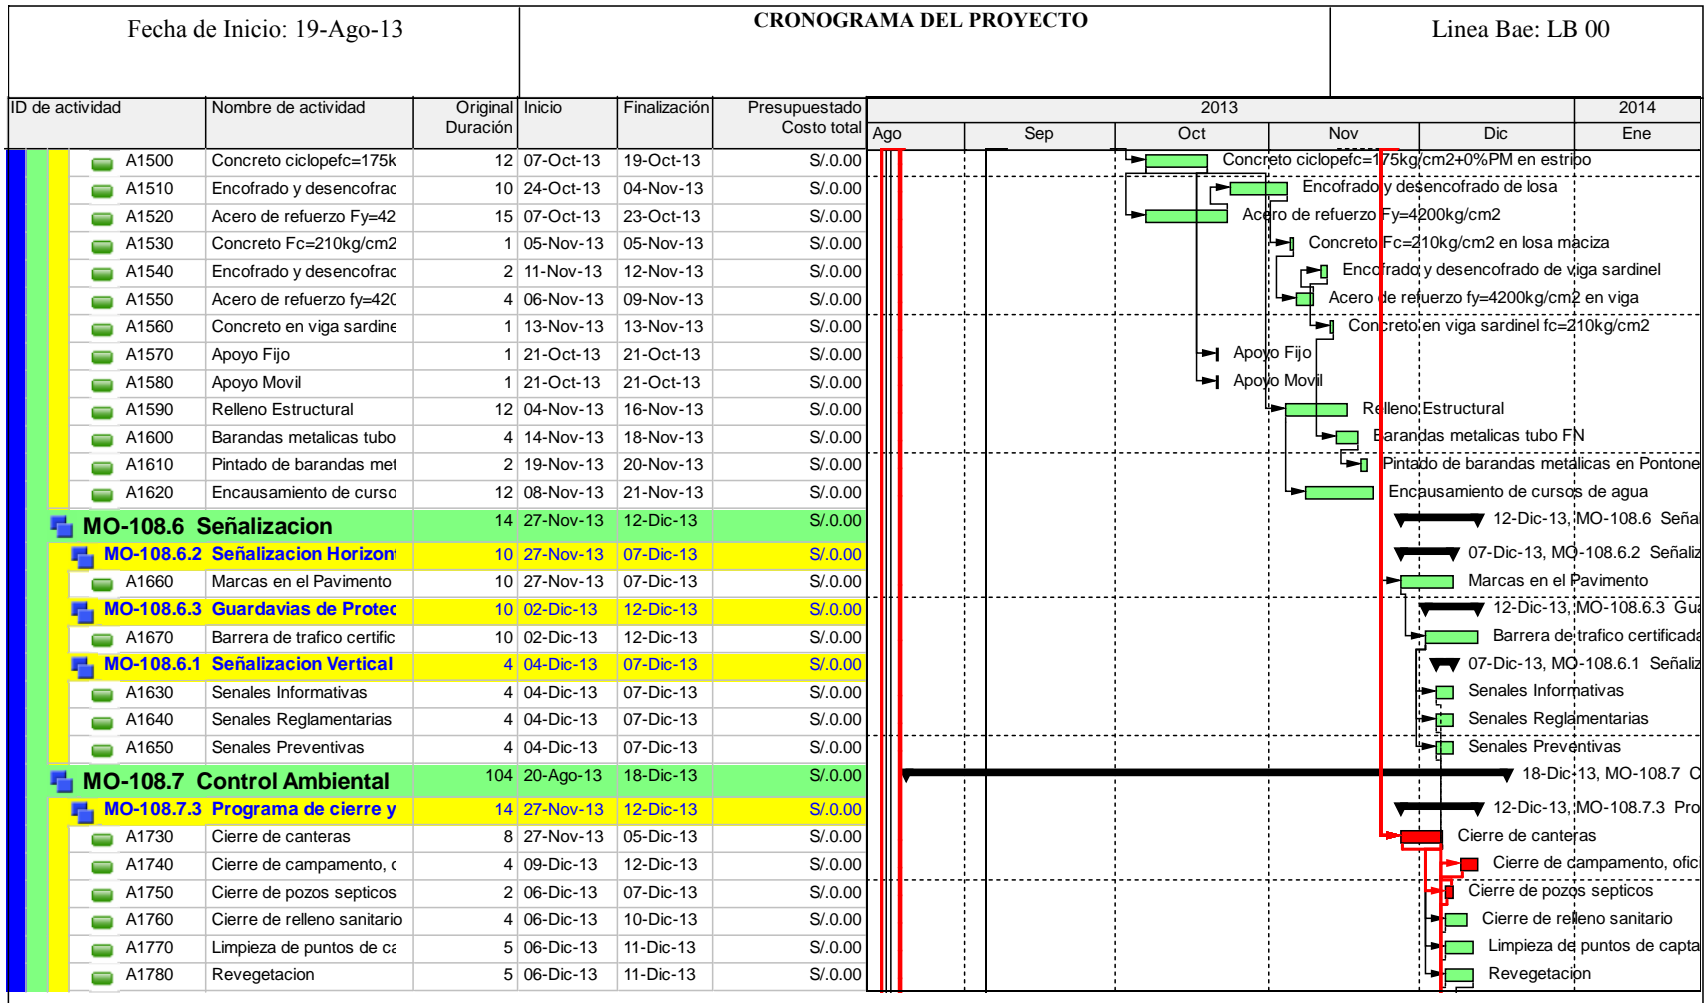 Fecha de Inicio: 19-Ago-13 CRONOGRAMA DEL PROYECTO Linea Bae: LB 00
ID de actividad Nombre de actividad Original Duración Inicio Finalización Presupuestado Costo total 2013 2014
Ago Sep Oct Nov Dic Ene
A1500 Concreto ciclopefc=175k 12 07-Oct-13 19-Oct-13 S/.0.00 Concreto ciclopefc=175kg/cm2+0%PM en estribo
A1510 Encofrado y desencofrac 10 24-Oct-13 04-Nov-13 S/.0.00 Encofrado y desencofrado de losa
A1520 Acero de refuerzo Fy=42 15 07-Oct-13 23-Oct-13 S/.0.00 Acero de refuerzo Fy=4200kg/cm2
A1530 Concreto Fc=210kg/cm2 1 05-Nov-13 05-Nov-13 S/.0.00 Concreto Fc=210kg/cm2 en losa maciza
A1540 Encofrado y desencofrac 2 11-Nov-13 12-Nov-13 S/.0.00 Encofrado y desencofrado de viga sardinel
A1550 Acero de refuerzo fy=420 4 06-Nov-13 09-Nov-13 S/.0.00 Acero de refuerzo fy=4200kg/cm2 en viga
A1560 Concreto en viga sardine 1 13-Nov-13 13-Nov-13 S/.0.00 Concreto en viga sardinel fc=210kg/cm2
A1570 Apoyo Fijo 1 21-Oct-13 21-Oct-13 S/.0.00 Apoyo Fijo
A1580 Apoyo Movil 1 21-Oct-13 21-Oct-13 S/.0.00 Apoyo Movil
A1590 Relleno Estructural 12 04-Nov-13 16-Nov-13 S/.0.00 Relleno Estructural
A1600 Barandas metalicas tubo 4 14-Nov-13 18-Nov-13 S/.0.00 Barandas metalicas tubo FN
A1610 Pintado de barandas met 2 19-Nov-13 20-Nov-13 S/.0.00 Pintado de barandas metalicas en Pontone
A1620 Encausamiento de curso 12 08-Nov-13 21-Nov-13 S/.0.00 Encausamiento de cursos de agua
MO-108.6 Señalizacion 14 27-Nov-13 12-Dic-13 S/.0.00 12-Dic-13, MO-108.6 Señal
MO-108.6.2 Señalizacion Horizont 10 27-Nov-13 07-Dic-13 S/.0.00 07-Dic-13, MO-108.6.2 Señaliz
A1660 Marcas en el Pavimento 10 27-Nov-13 07-Dic-13 S/.0.00 Marcas en el Pavimento
MO-108.6.3 Guardavias de Protec 10 02-Dic-13 12-Dic-13 S/.0.00 12-Dic-13, MO-108.6.3 Gua
A1670 Barrera de trafico certific 10 02-Dic-13 12-Dic-13 S/.0.00 Barrera de trafico certificada
MO-108.6.1 Señalizacion Vertical 4 04-Dic-13 07-Dic-13 S/.0.00 07-Dic-13, MO-108.6.1 Señaliz
A1630 Senales Informativas 4 04-Dic-13 07-Dic-13 S/.0.00 Senales Informativas
A1640 Senales Reglamentarias 4 04-Dic-13 07-Dic-13 S/.0.00 Senales Reglamentarias
A1650 Senales Preventivas 4 04-Dic-13 07-Dic-13 S/.0.00 Senales Preventivas
MO-108.7 Control Ambiental 104 20-Ago-13 18-Dic-13 S/.0.00 18-Dic-13, MO-108.7 C
MO-108.7.3 Programa de cierre y 14 27-Nov-13 12-Dic-13 S/.0.00 12-Dic-13, MO-108.7.3 Pro
A1730 Cierre de canteras 8 27-Nov-13 05-Dic-13 S/.0.00 Cierre de canteras
A1740 Cierre de campamento, c 4 09-Dic-13 12-Dic-13 S/.0.00 Cierre de campamento, ofic
A1750 Cierre de pozos septicos 2 06-Dic-13 07-Dic-13 S/.0.00 Cierre de pozos septicos
A1760 Cierre de relleno sanitario 4 06-Dic-13 10-Dic-13 S/.0.00 Cierre de relleno sanitario
A1770 Limpieza de puntos de ca 5 06-Dic-13 11-Dic-13 S/.0.00 Limpieza de puntos de capta
A1780 Revegetacion 5 06-Dic-13 11-Dic-13 S/.0.00 Revegetacion